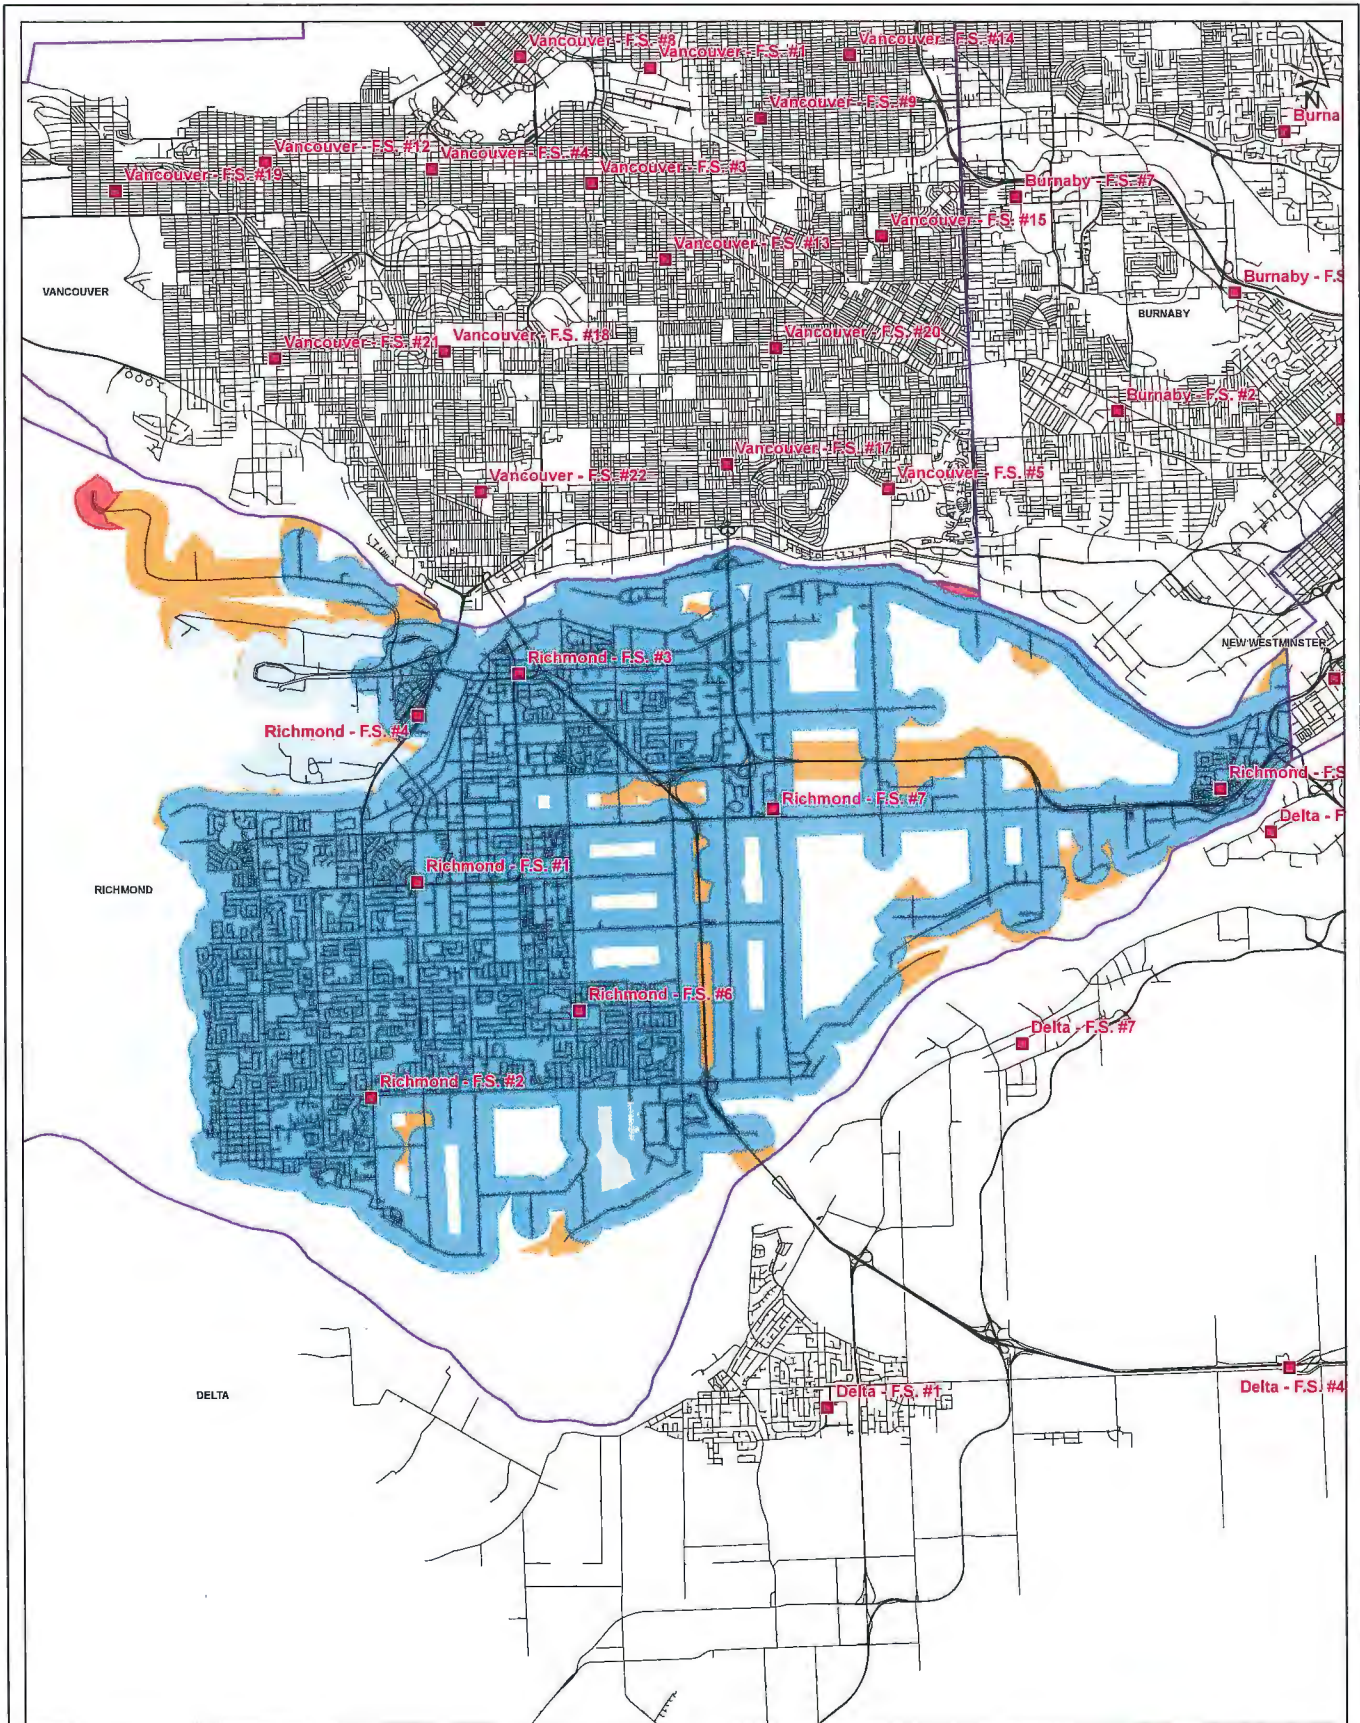 Vancouver - F.S. #8
Vancouver - F.S. #1
Vancouver - F.S. #14
Vancouver - F.S. #9
N
Burna
Vancouver - F.S. #12
Vancouver - F.S. #4
Vancouver - F.S. #3
Vancouver - F.S. #19
Burnaby - F.S. #7
Vancouver - F.S. #15
Vancouver - F.S. #13
Burnaby - F.S
VANCOUVER
BURNABY
Vancouver - F.S. #18
Vancouver - F.S. #20
Vancouver - F.S. #21
Burnaby - F.S. #2
Vancouver - F.S. #17
Vancouver - F.S. #22
Vancouver - F.S. #5
NEW WESTMINSTER
Richmond - F.S. #3
Richmond - F.S. #4
Richmond - F.S
Richmond - F.S. #7
Delta - F
Richmond - F.S. #1
RICHMOND
Richmond - F.S. #6
Delta - F.S. #7
Richmond - F.S. #2
Delta - F.S. #1
Delta - F.S. #4
DELTA